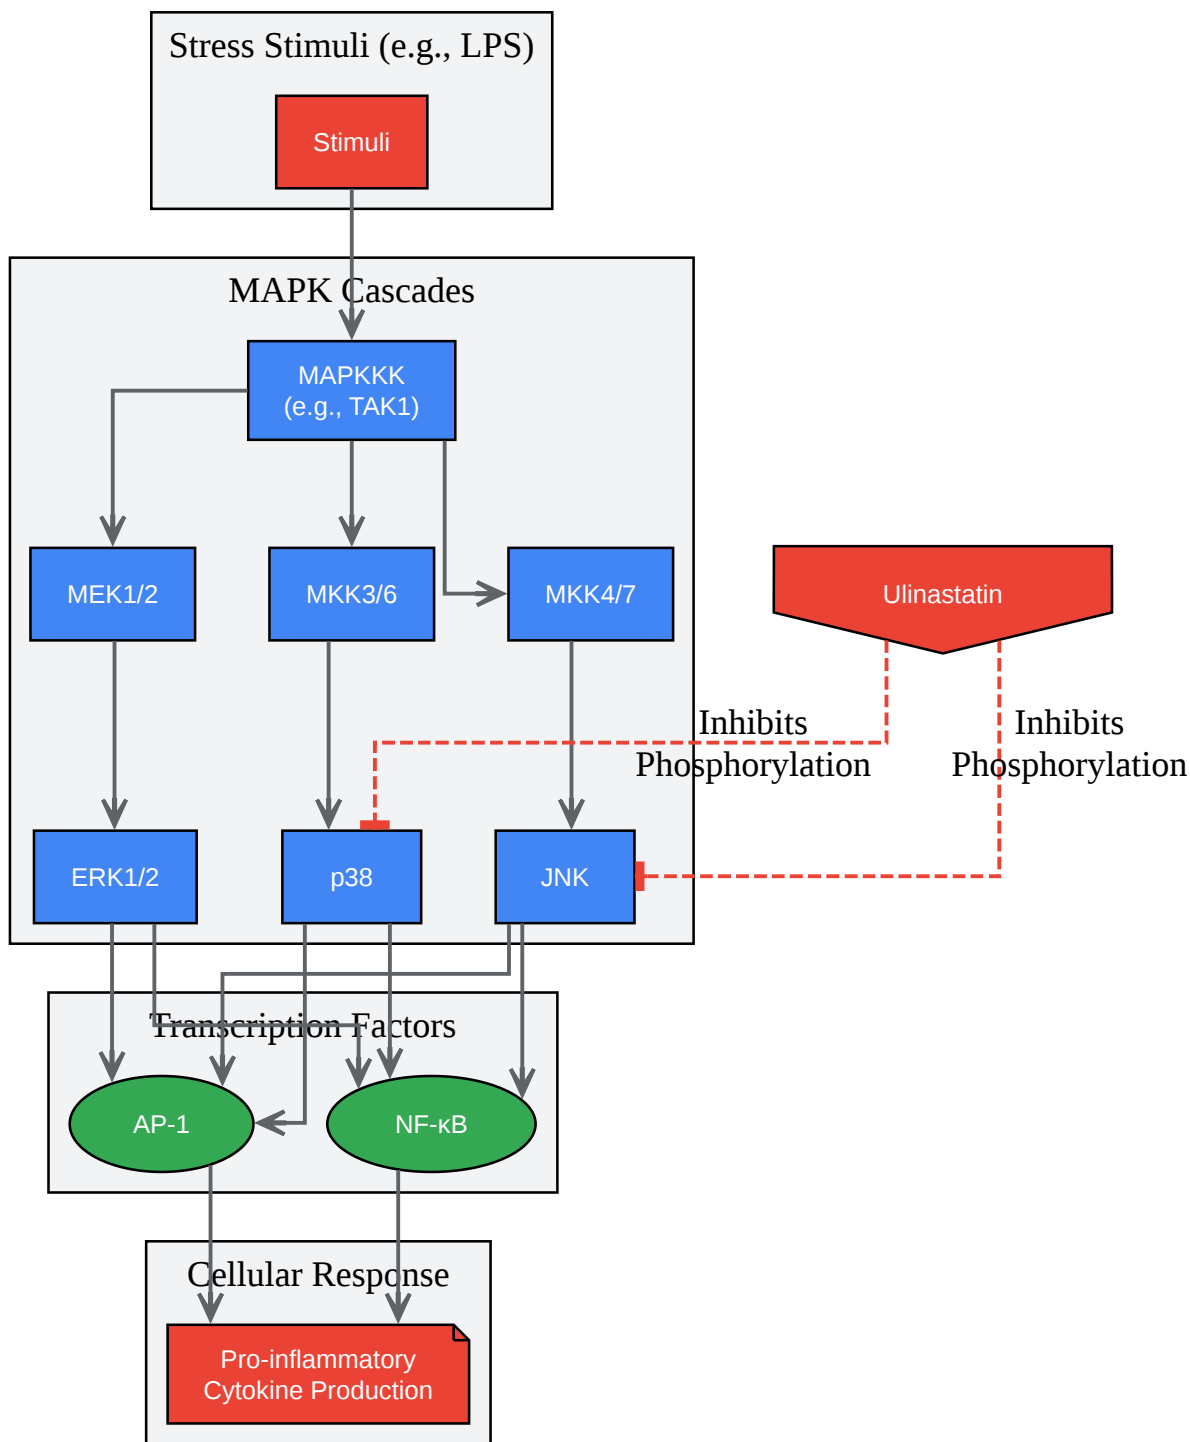 Stress Stimuli (e.g., LPS)
Stimuli
MAPK Cascades
MAPKKK
(e.g., TAK1)
MEK1/2
MKK3/6
MKK4/7
Ulinastatin
Inhibits
Phosphorylation
Inhibits
Phosphorylation
ERK1/2
p38
JNK
Transcription Factors
AP-1
NF-κB
Cellular Response
Pro-inflammatory
Cytokine Production